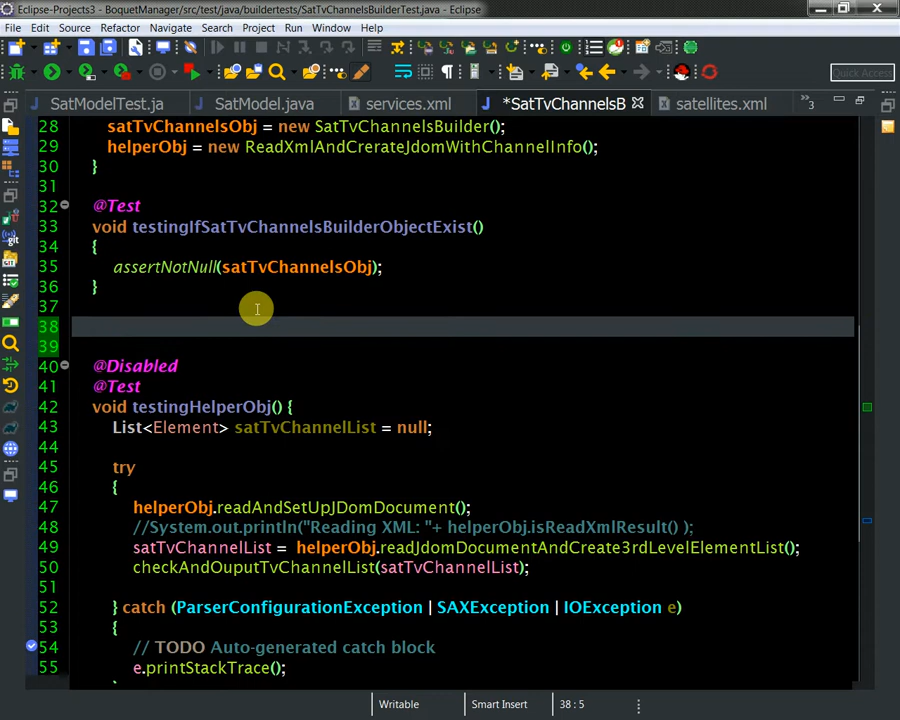 Eclipse-Projects3 - BoquetManager/src/test/java/buildertests/SatTvChannelsBuilderTest.java - Eclipse
File Edit Source Refactor Navigate Search Project Run Window Help
Quick Access
SatModelTest.ja SatModel.java services.xml *SatTvChannelsB satellites.xml »3
28 satTvChannelsObj = new SatTvChannelsBuilder();
29 helperObj = new ReadXmlAndCrerateJdomWithChannelInfo();
30 }
31
32 @Test
33 void testingIfSatTvChannelsBuilderObjectExist()
34 {
35 assertNotNull(satTvChannelsObj);
36 }
37
38
39
40 @Disabled
41 @Test
42 void testingHelperObj() {
43 List<Element> satTvChannelList = null;
44
45 try
46 {
47 helperObj.readAndSetUpJDomDocument();
48 //System.out.println("Reading XML: "+ helperObj.isReadXmlResult() );
49 satTvChannelList = helperObj.readJdomDocumentAndCreate3rdLevelElementList();
50 checkAndOuputTvChannelList(satTvChannelList);
51
52 } catch (ParserConfigurationException | SAXException | IOException e)
53 {
54 // TODO Auto-generated catch block
55 e.printStackTrace();
Writable Smart Insert 38 : 5